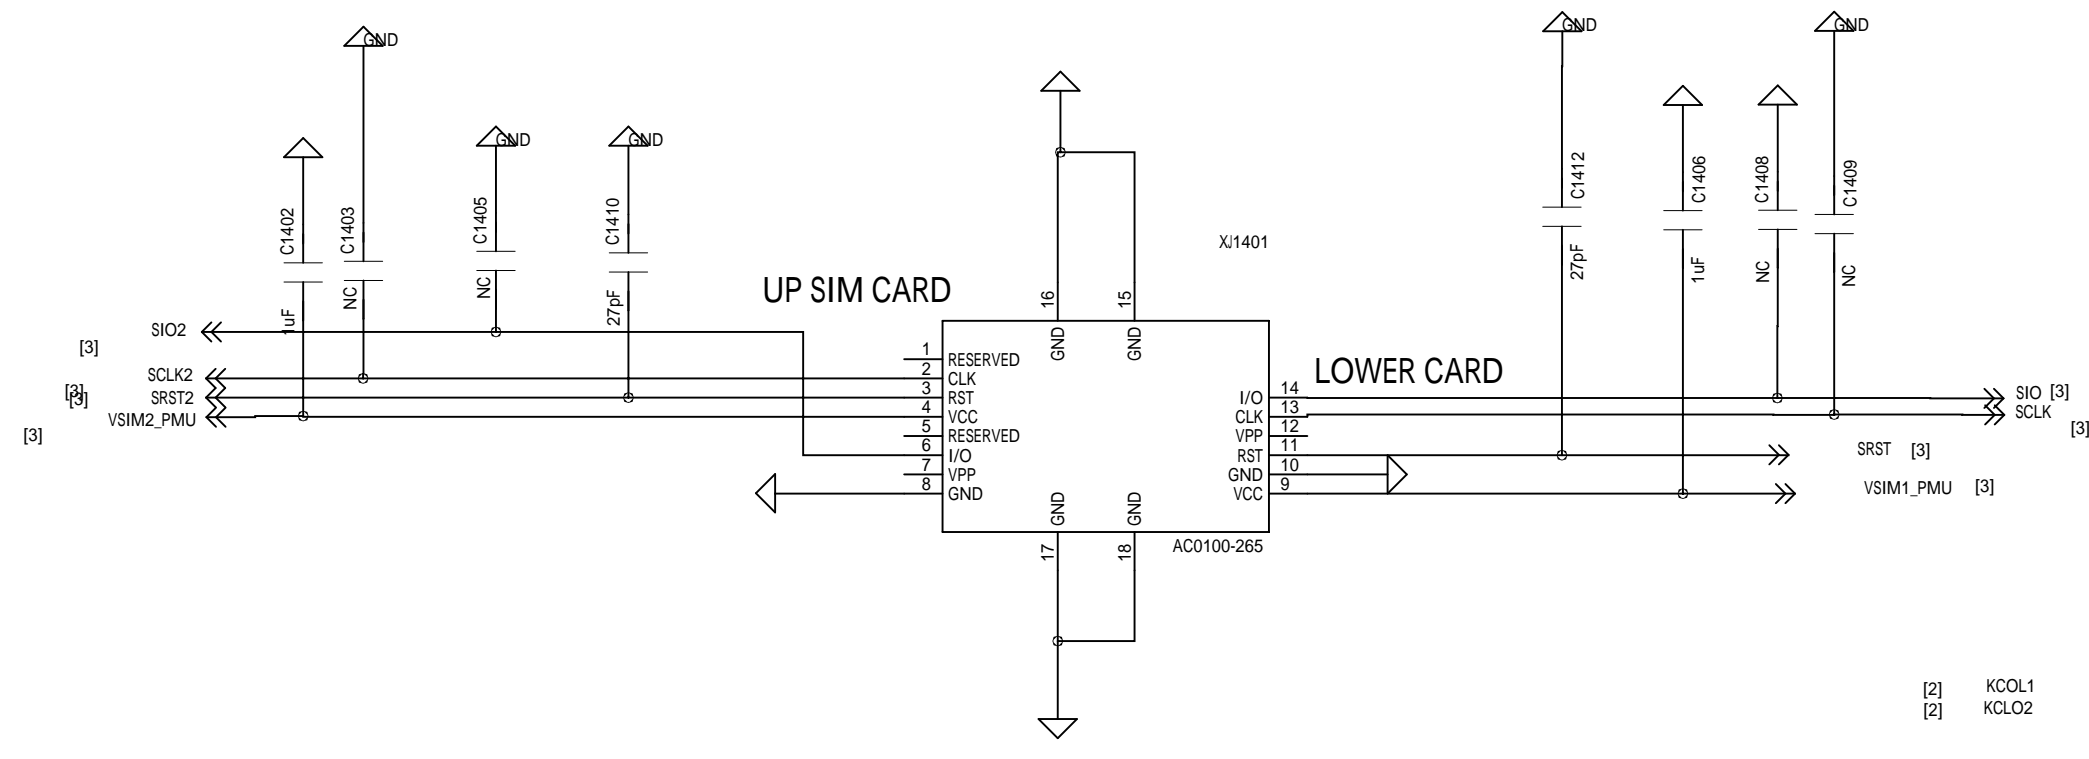 GND
GND
GND
GND
GND
C1402
1uF
C1403
NC
C1405
NC
C1410
27pF
C1412
27pF
C1406
1uF
C1408
NC
C1409
NC
XJ1401
UP SIM CARD
LOWER CARD
SIO2
[3]
SCLK2
[3]
SRST2
[3]
VSIM2_PMU
[3]
16
15
GND
GND
1 RESERVED
2 CLK
3 RST
4 VCC
5 RESERVED
6 I/O
7 VPP
8 GND
I/O 14
CLK 13
VPP 12
RST 11
GND 10
VCC 9
GND
GND
17
18
AC0100-265
SIO [3]
SCLK
[3]
SRST [3]
VSIM1_PMU [3]
[2] KCOL1
[2] KCLO2